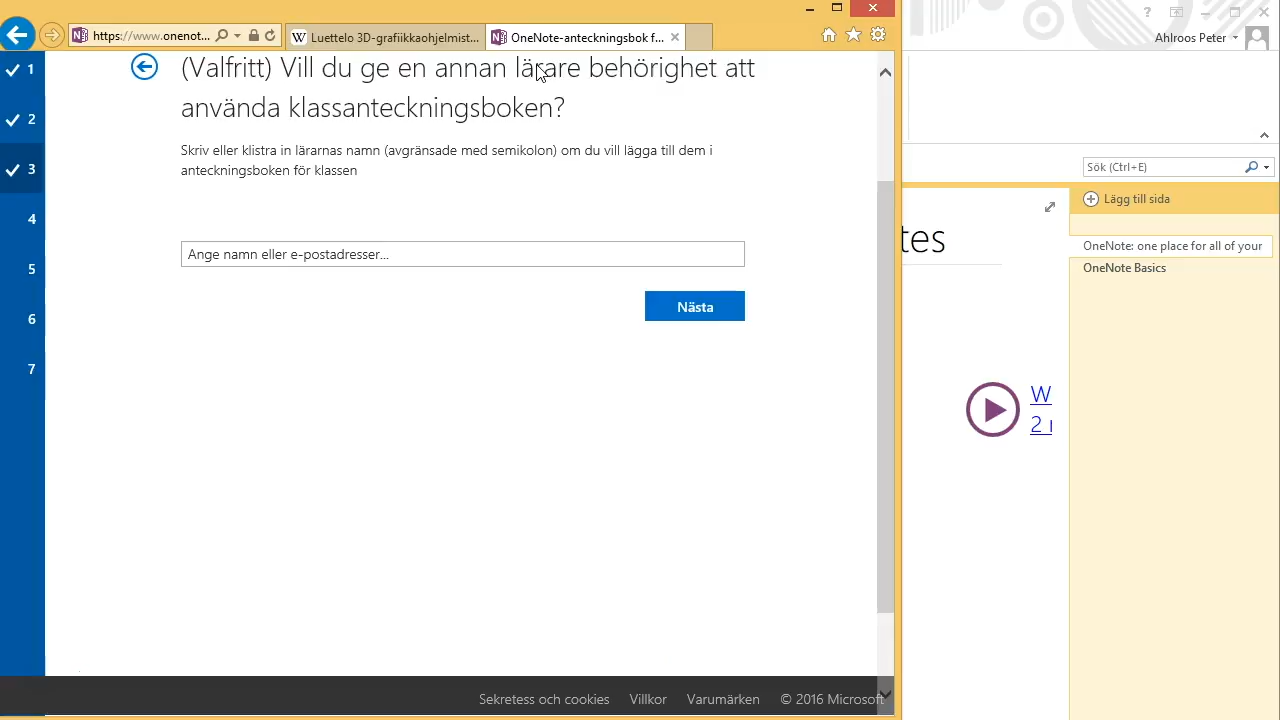 ?
https://www.onenot...
Luettelo 3D-grafiikkaohjelmist...
OneNote-anteckningsbok f...
Ahlroos Peter
1
2
3
4
5
6
7
(Valfritt) Vill du ge en annan lärare behörighet att
använda klassanteckningsboken?
Skriv eller klistra in lärarnas namn (avgränsade med semikolon) om du vill lägga till dem i
anteckningsboken för klassen
Ange namn eller e-postadresser...
Nästa
Sök (Ctrl+E)
Lägg till sida
tes
OneNote: one place for all of your
OneNote Basics
W
2
Sekretess och cookies Villkor Varumärken © 2016 Microsoft